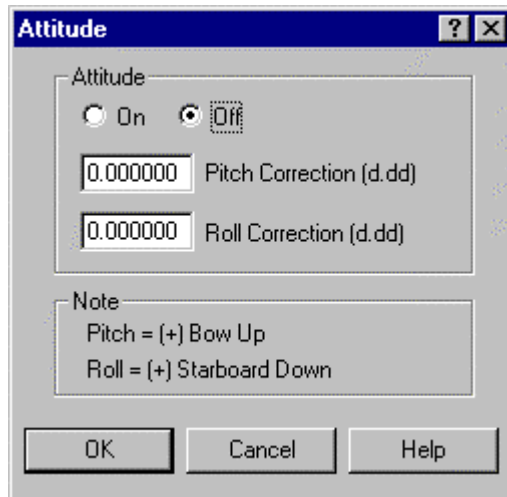 Attitude
Attitude
On Off
0.000000 Pitch Correction (d.dd)
0.000000 Roll Correction (d.dd)
Note
Pitch = (+) Bow Up
Roll = (+) Starboard Down
OK Cancel Help